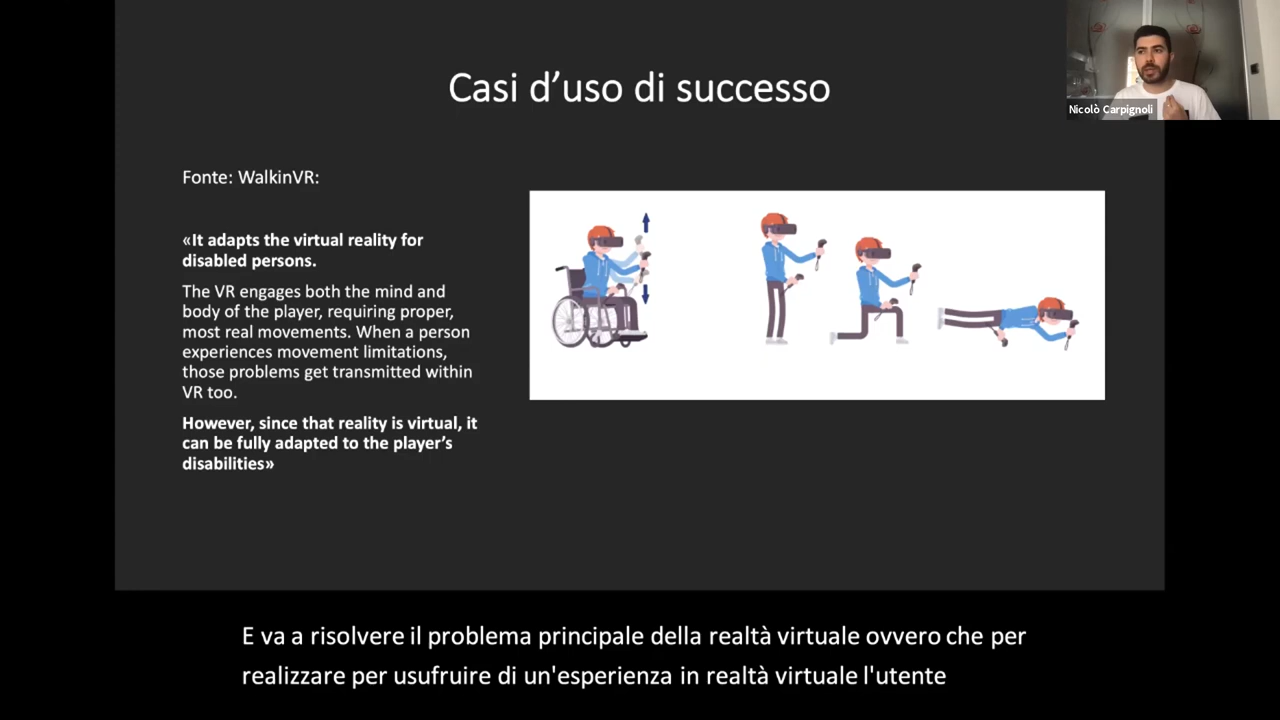 Casi d’uso di successo
Nicolò Carpignoli
Fonte: WalkinVR:
«It adapts the virtual reality for
disabled persons.
The VR engages both the mind and
body of the player, requiring proper,
most real movements. When a person
experiences movement limitations,
those problems get transmitted within
VR too.
However, since that reality is virtual, it
can be fully adapted to the player’s
disabilities»
E va a risolvere il problema principale della realtà virtuale ovvero che per
realizzare per usufruire di un'esperienza in realtà virtuale l'utente